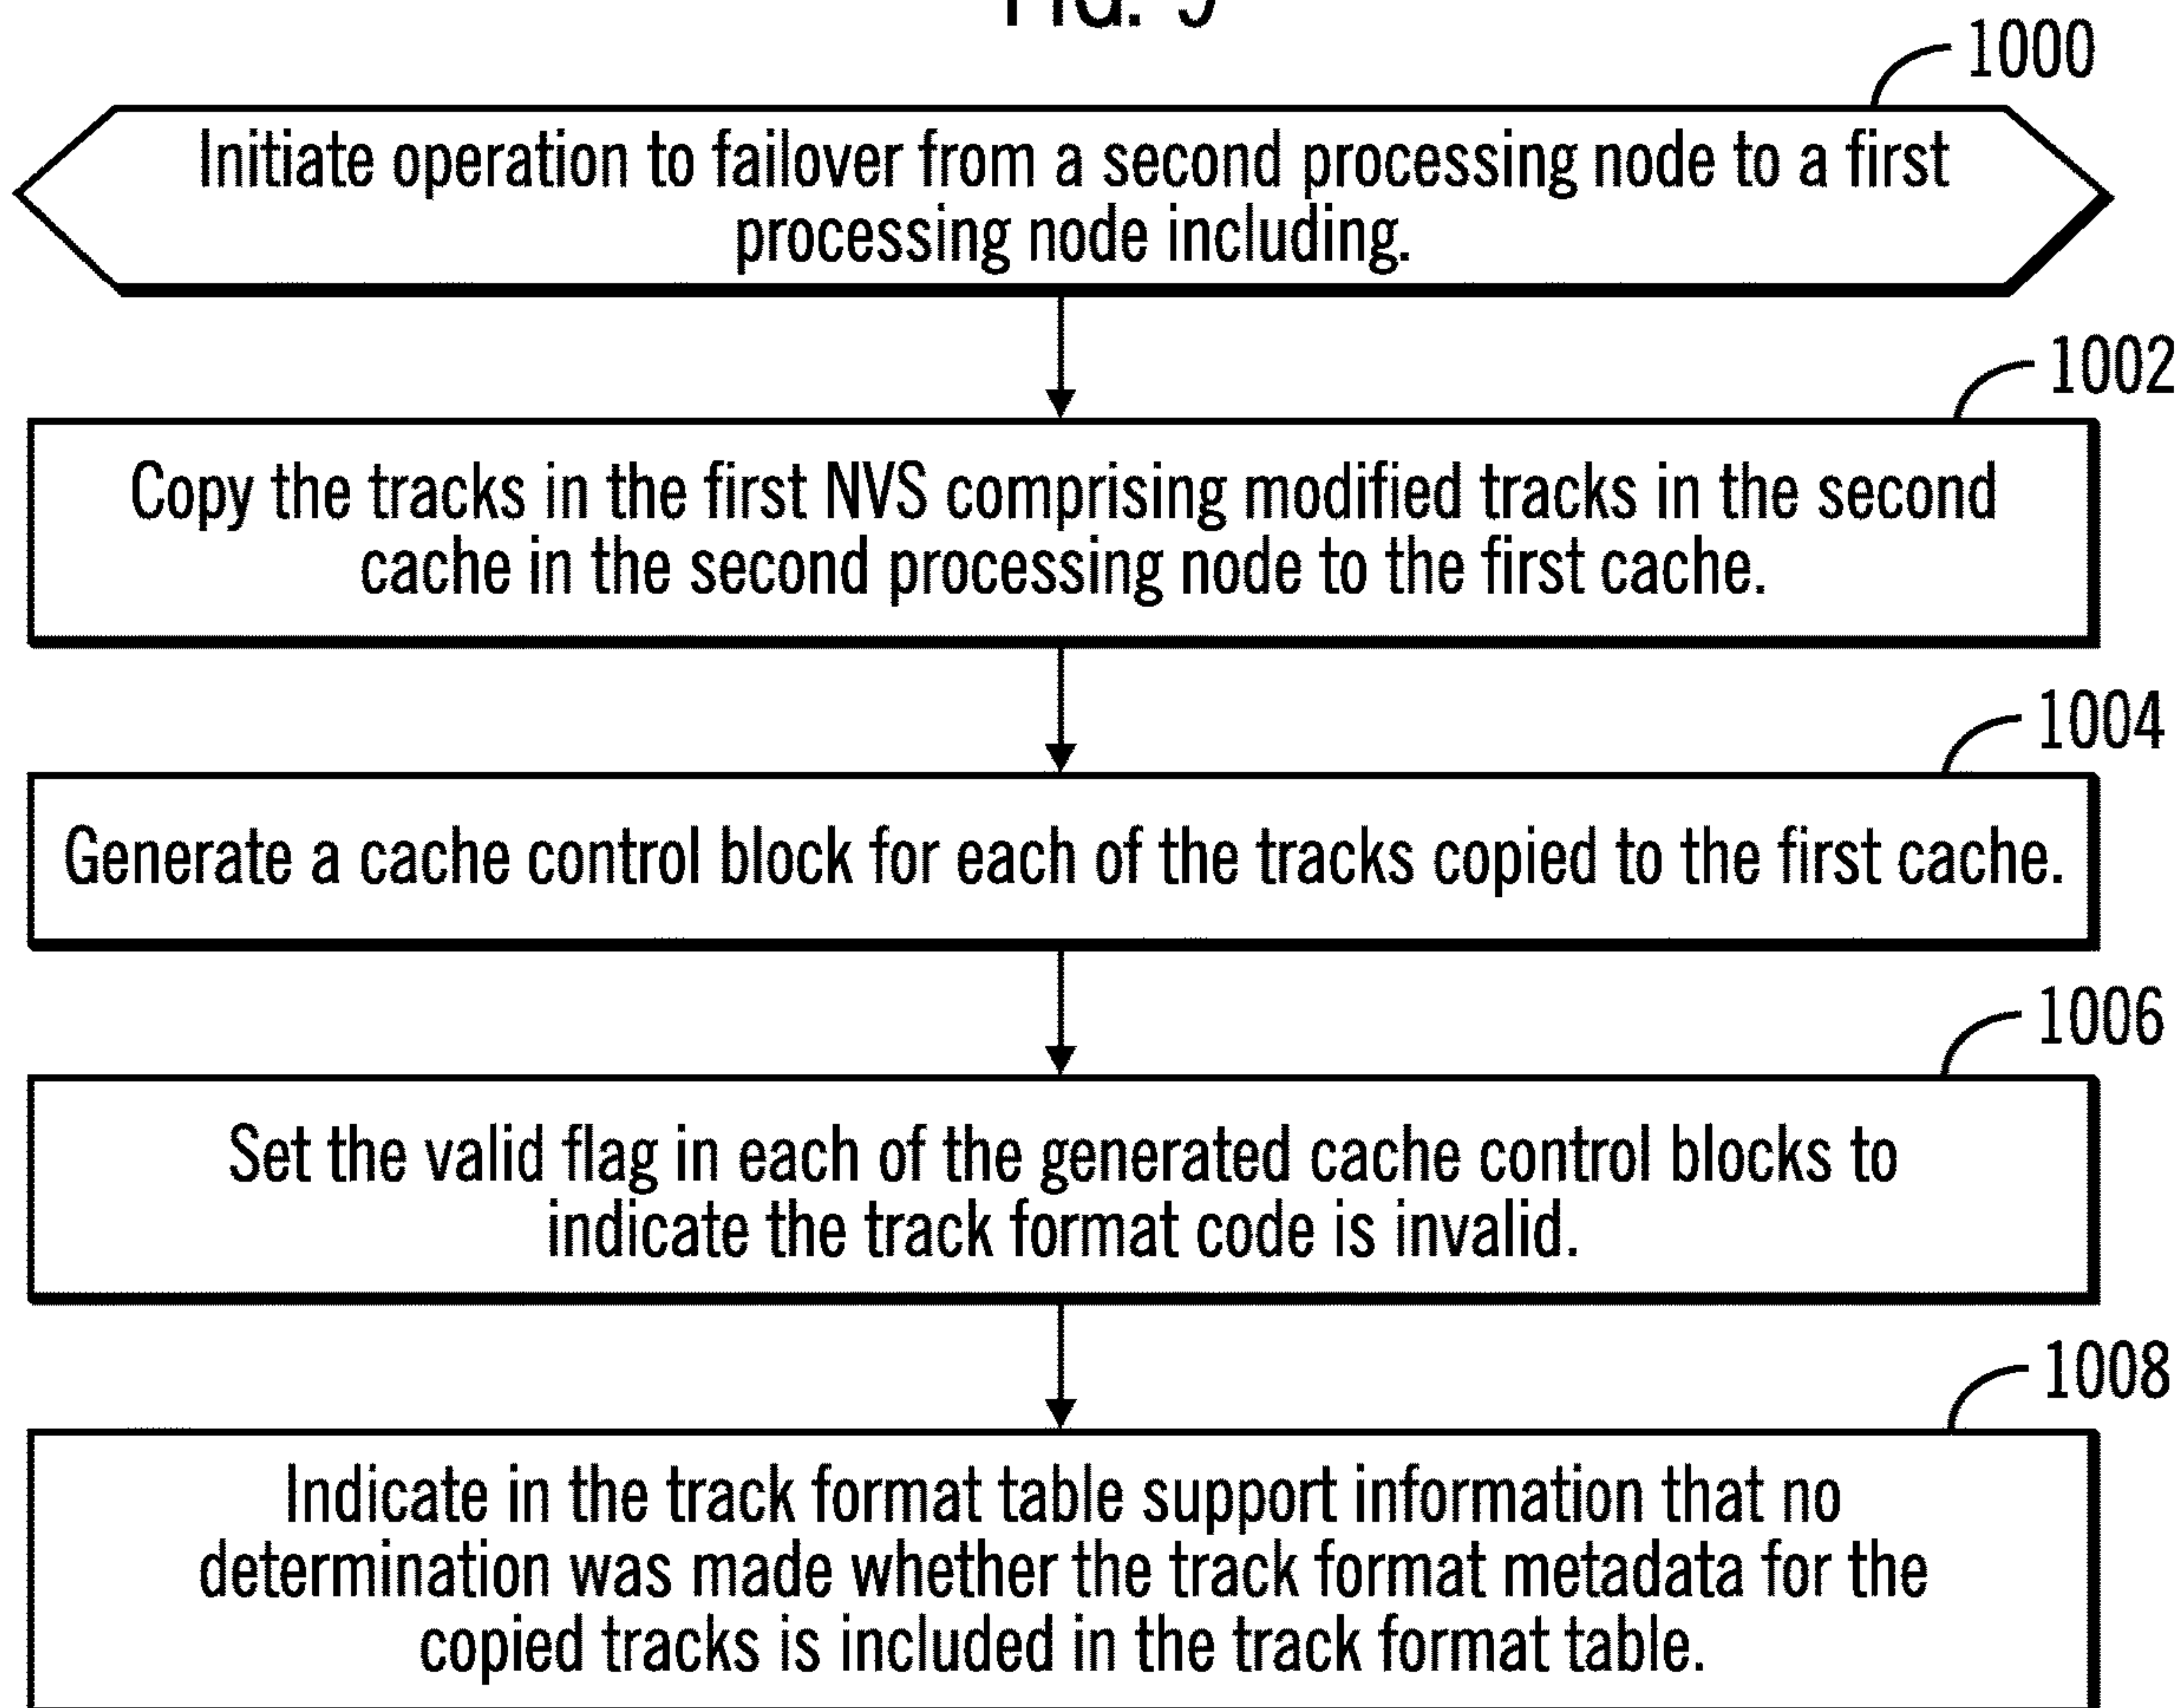 FIG. 9
1000
Initiate operation to failover from a second processing node to a first
processing node including.
1002
Copy the tracks in the first NVS comprising modified tracks in the second
cache in the second processing node to the first cache.
1004
Generate a cache control block for each of the tracks copied to the first cache.
1006
Set the valid flag in each of the generated cache control blocks to
indicate the track format code is invalid.
1008
Indicate in the track format table support information that no
determination was made whether the track format metadata for the
copied tracks is included in the track format table.